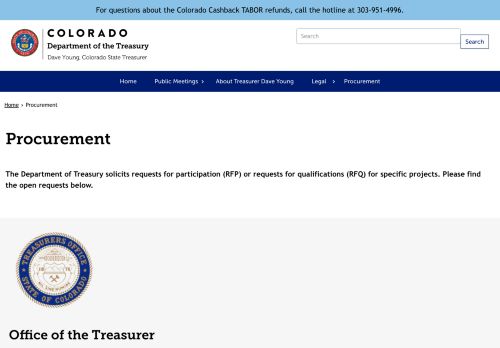 For questions about the Colorado Cashback TABOR refunds, call the hotline at 303-951-4996.
COLORADO
Department of the Treasury
Dave Young, Colorado State Treasurer
Search
Search
Home
Public Meetings ›
About Treasurer Dave Young
Legal ›
Procurement
Home › Procurement
Procurement
The Department of Treasury solicits requests for participation (RFP) or requests for qualifications (RFQ) for specific projects. Please find
the open requests below.
TREASURERS OFFICE
STATE OF COLORADO
Office of the Treasurer